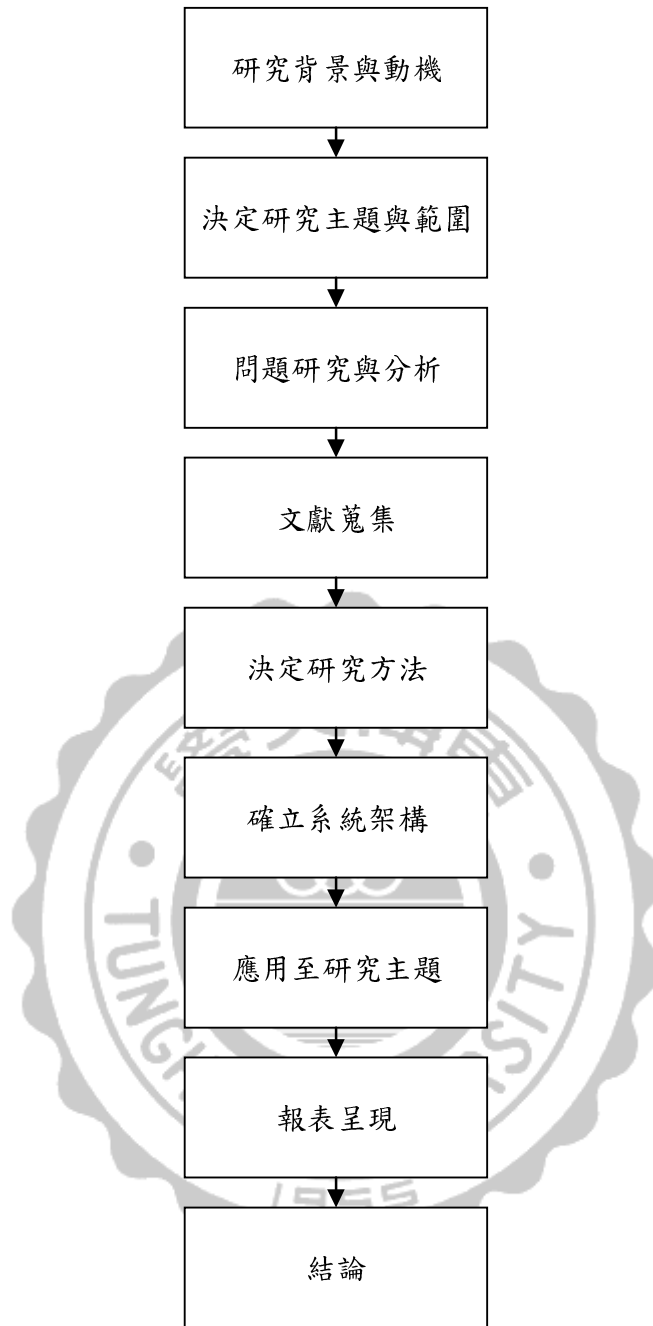 研究背景與動機
決定研究主題與範圍
問題研究與分析
文獻蒐集
決定研究方法
確立系統架構
應用至研究主題
報表呈現
結論
1955